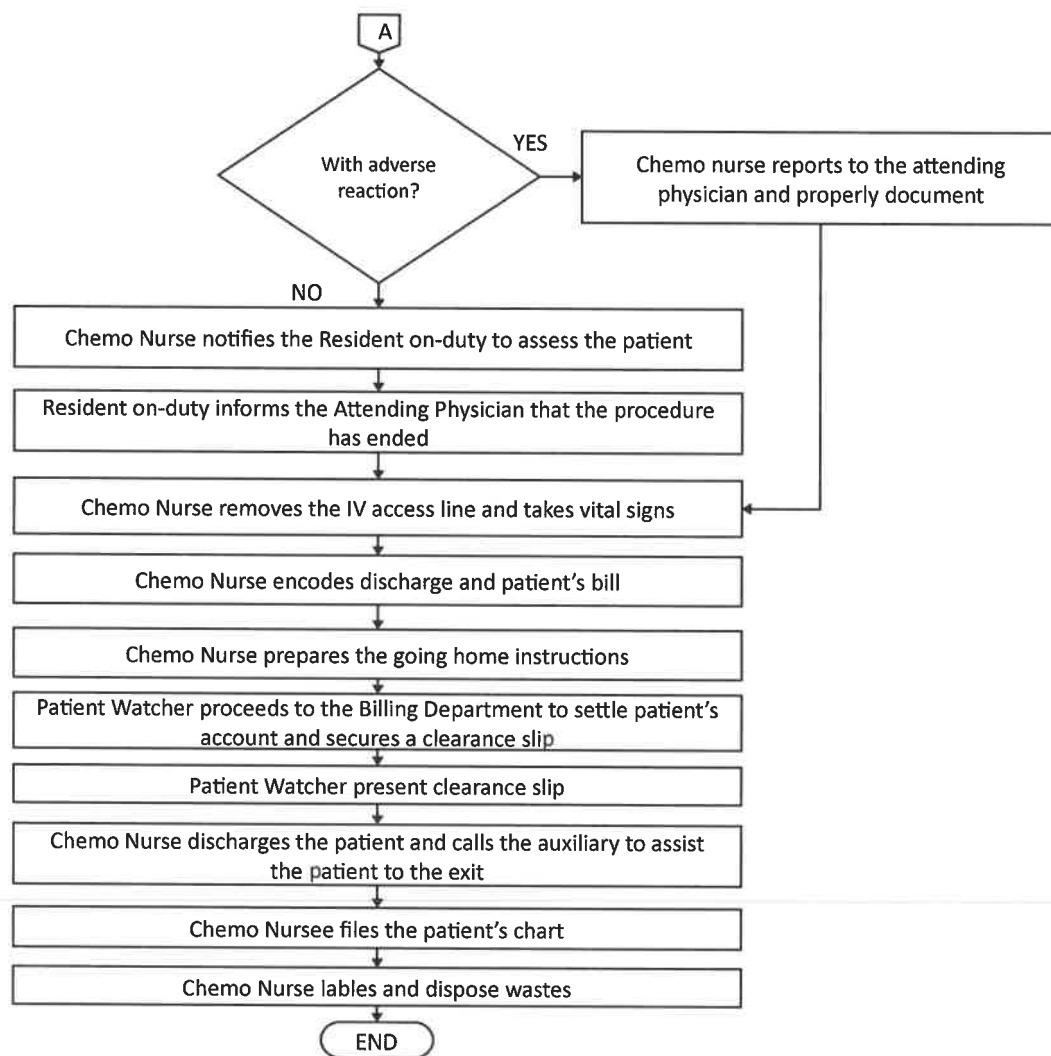 A
With adverse
reaction?
YES
Chemo nurse reports to the attending
physician and properly document
NO
Chemo Nurse notifies the Resident on-duty to assess the patient
Resident on-duty informs the Attending Physician that the procedure
has ended
Chemo Nurse removes the IV access line and takes vital signs
Chemo Nurse encodes discharge and patient's bill
Chemo Nurse prepares the going home instructions
Patient Watcher proceeds to the Billing Department to settle patient's
account and secures a clearance slip
Patient Watcher present clearance slip
Chemo Nurse discharges the patient and calls the auxiliary to assist
the patient to the exit
Chemo Nursee files the patient's chart
Chemo Nurse lables and dispose wastes
END